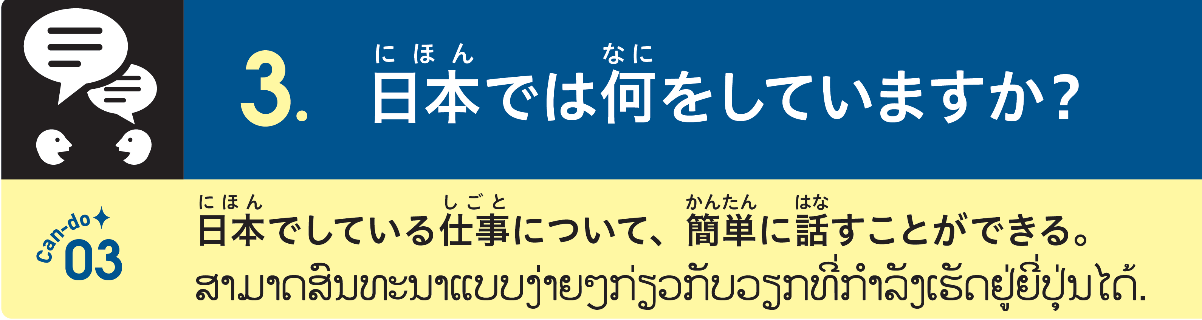 にほん なに
3. 日本では何をしていますか?
Can-do
03
にほん しごと かんたん はな
日本でしている仕事について、簡単に話すことができる。
ສາມາດສົນທະນາແບບງ່າຍໆກ່ຽວກັບວຽກທີ່ກຳລັງເຮັດຢູ່ຍີ່ປຸ່ນໄດ້.